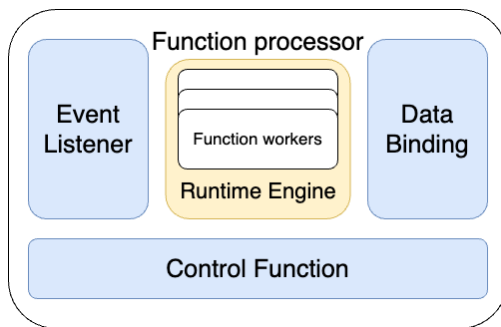 Function processor
Event
Listener
Function workers
Runtime Engine
Data
Binding
Control Function